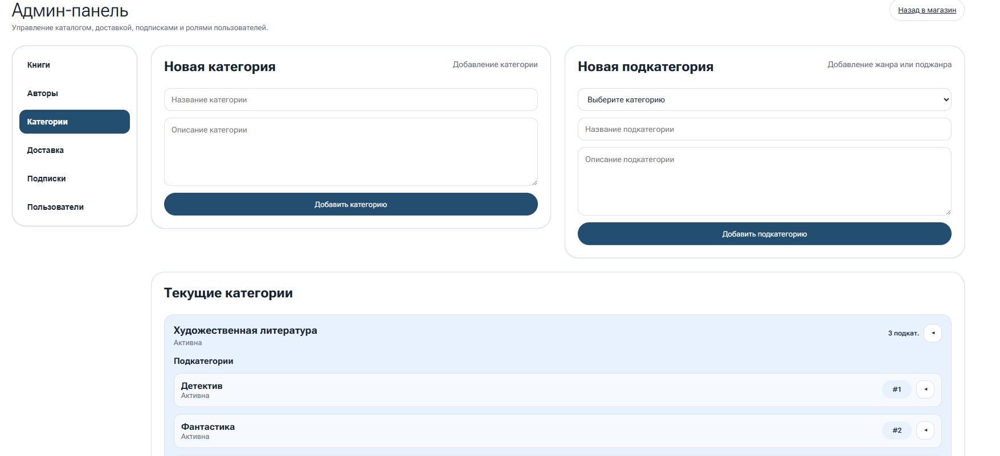 Админ-панель
Назад в магазин
Управление каталогом, доставкой, подписками и ролями пользователей.
Книги
Авторы
Категории
Доставка
Подписки
Пользователи
Новая категория
Добавление категории
Название категории
Описание категории
Добавить категорию
Новая подкатегория
Добавление жанра или поджанра
Выберите категорию
Название подкатегории
Описание подкатегории
Добавить подкатегорию
Текущие категории
Художественная литература
3 подкат.
Активна
Подкатегории
Детектив
Активна
#1
Фантастика
Активна
#2